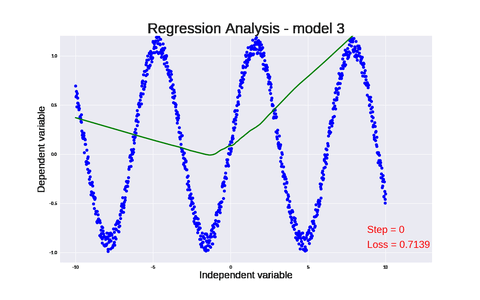 Regression Analysis - model 3
1.0
0.5
0.0
-0.5
-1.0
Dependent variable
-10
-5
0
5
10
Independent variable
Step = 0
Loss = 0.7139